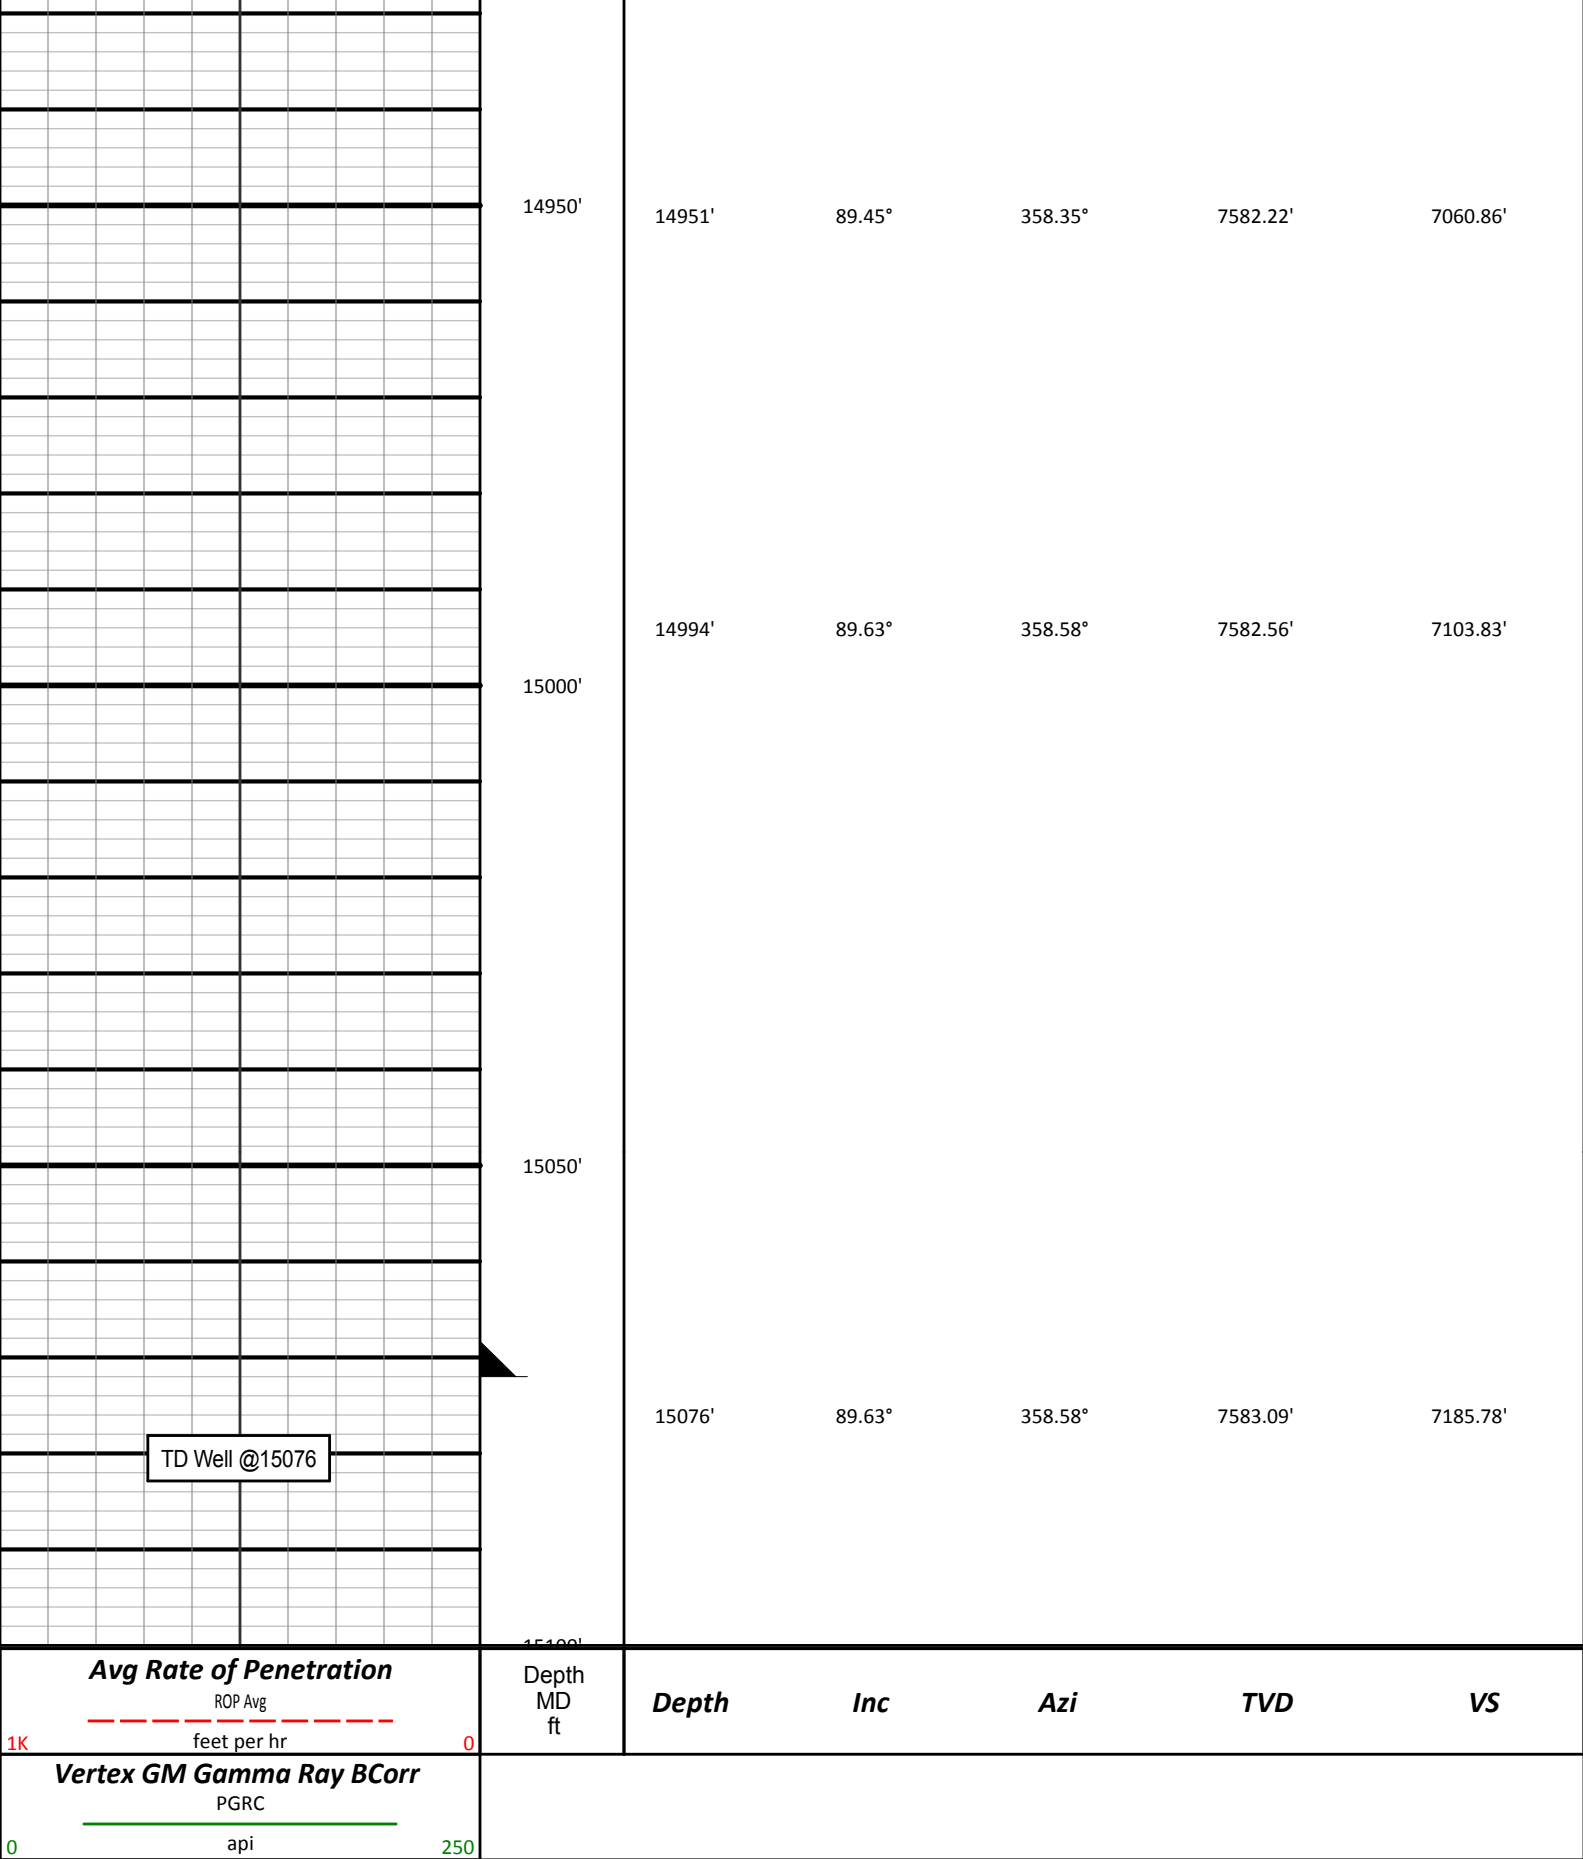 14950'
14951' 89.45° 358.35° 7582.22' 7060.86'
14994' 89.63° 358.58° 7582.56' 7103.83'
15000'
15050'
15076' 89.63° 358.58° 7583.09' 7185.78'
TD Well @15076
15100'
Avg Rate of Penetration
ROP Avg
1K feet per hr 0
Depth
MD
ft
Depth Inc Azi TVD VS
Vertex GM Gamma Ray BCorr
PGRC
0 api 250